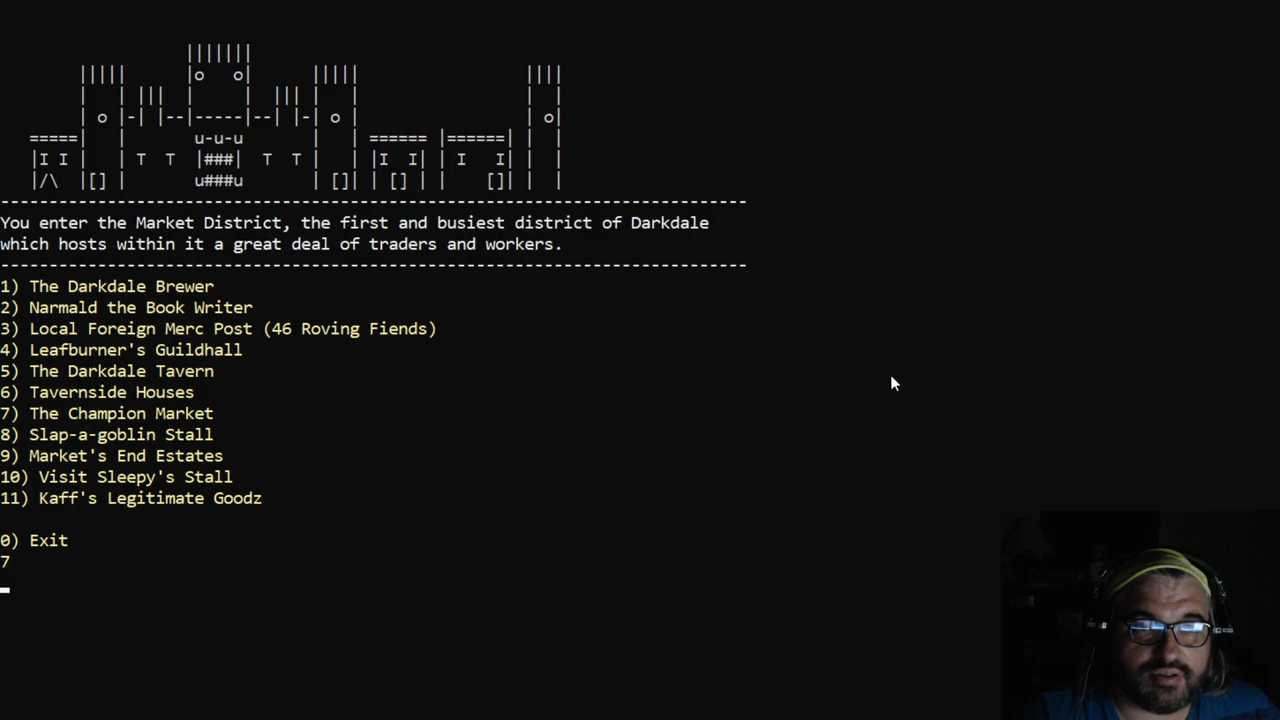 You enter the Market District, the first and busiest district of Darkdale
which hosts within it a great deal of traders and workers.
1) The Darkdale Brewer
2) Narmald the Book Writer
3) Local Foreign Merc Post (46 Roving Fiends)
4) Leafburner's Guildhall
5) The Darkdale Tavern
6) Tavernside Houses
7) The Champion Market
8) Slap-a-goblin Stall
9) Market's End Estates
10) Visit Sleepy's Stall
11) Kaff's Legitimate Goodz
0) Exit
7